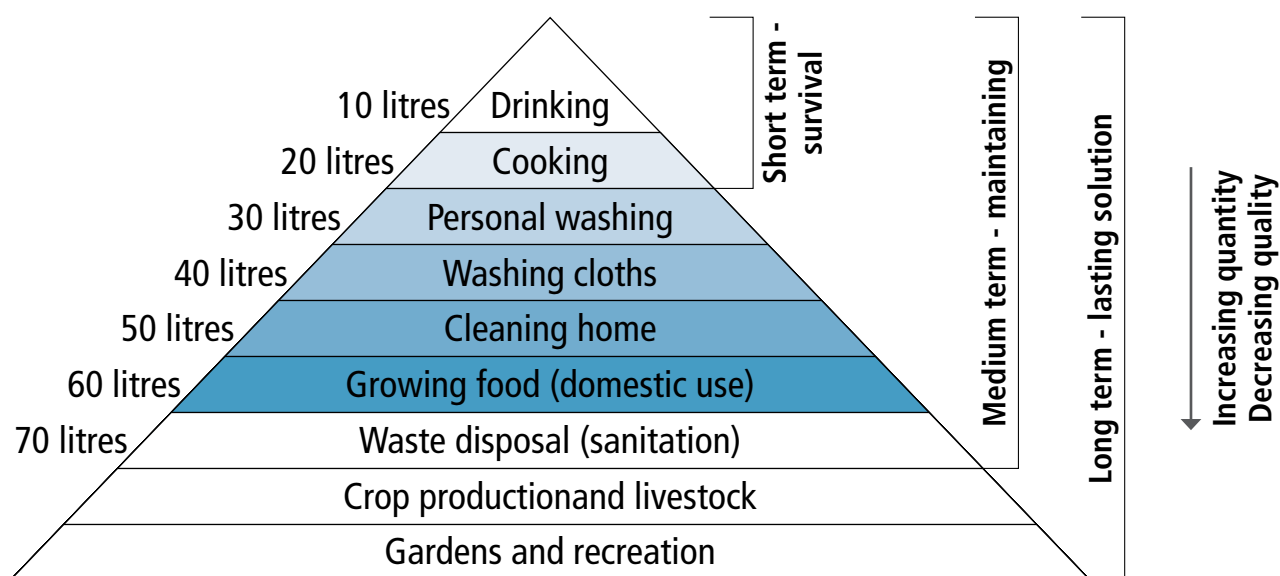 10 litres Drinking
20 litres Cooking
30 litres Personal washing
40 litres Washing cloths
50 litres Cleaning home
60 litres Growing food (domestic use)
70 litres Waste disposal (sanitation)
Crop productionand livestock
Gardens and recreation
Short term -
survival
Medium term - maintaining
Long term - lasting solution
Increasing quantity
Decreasing quality